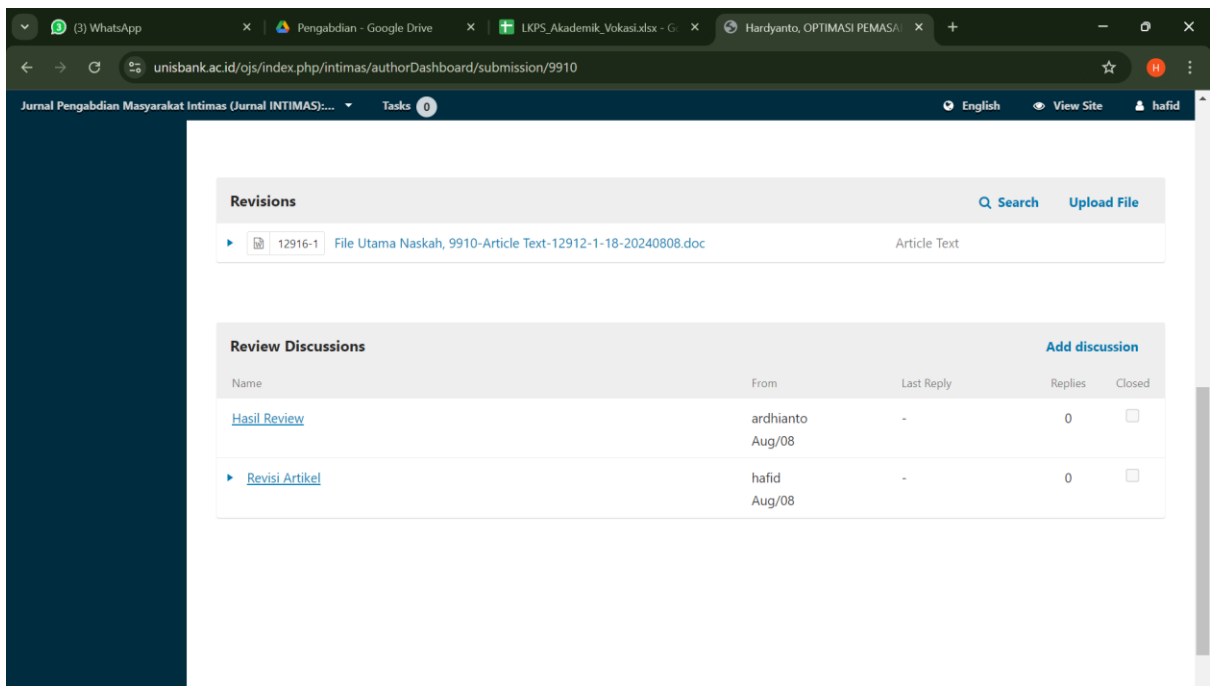 3 (3) WhatsApp Pengabdian - Google Drive LKPS_Akademik_Vokasi.xlsx - Go Hardyanto, OPTIMASI PEMASA
unisbank.ac.id/ojs/index.php/intimas/authorDashboard/submission/9910 H
Jurnal Pengabdian Masyarakat Intimas (Jurnal INTIMAS):... Tasks 0 English View Site hafid
Revisions Search Upload File
12916-1 File Utama Naskah, 9910-Article Text-12912-1-18-20240808.doc Article Text
Review Discussions Add discussion
Name From Last Reply Replies Closed
Hasil Review ardhianto - 0
Aug/08
Revisi Artikel hafid - 0
Aug/08